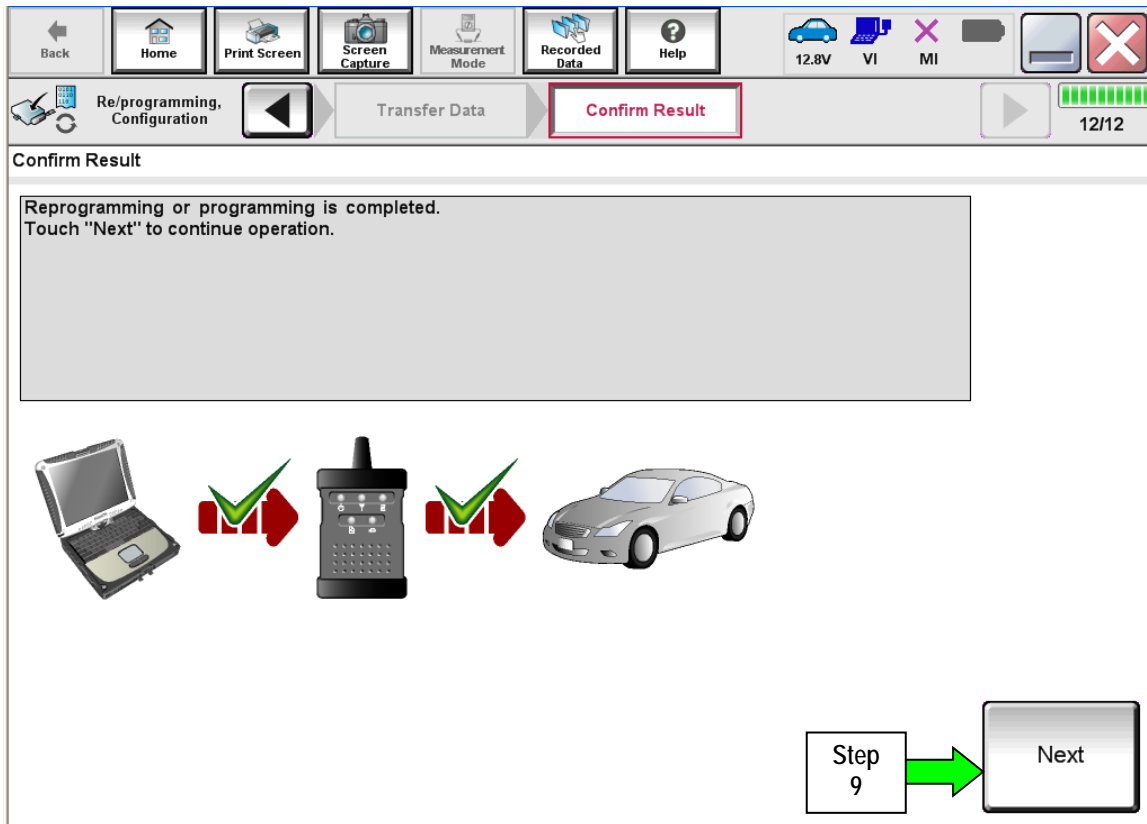 Back
Home
Print Screen
Screen
Capture
Measurement
Mode
Recorded
Data
Help
12.8V
VI
MI
Re/programming,
Configuration
Transfer Data
Confirm Result
12/12
Confirm Result
Reprogramming or programming is completed.
Touch "Next" to continue operation.
Step
9
Next